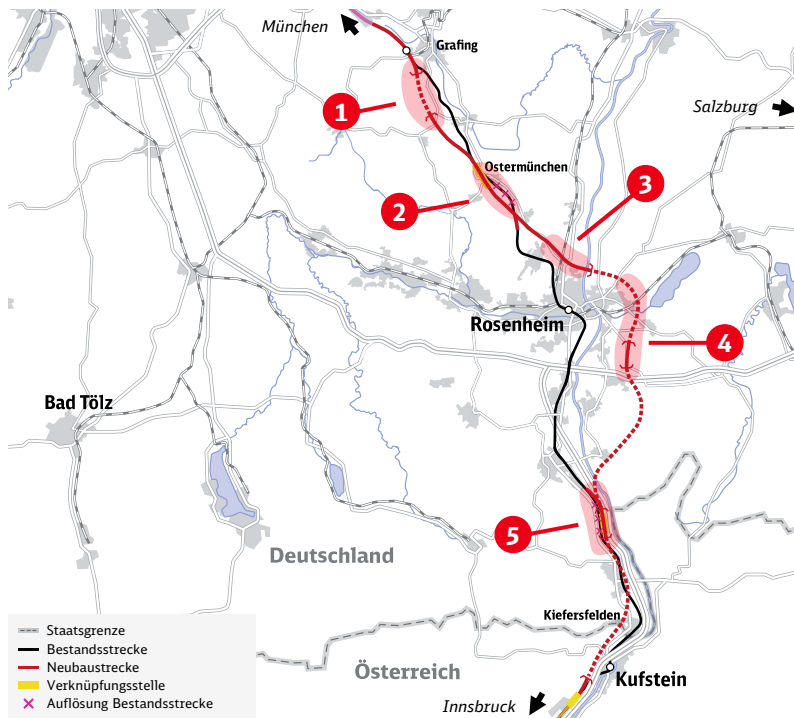 München
Grafing
1
Salzburg
Ostermünchen
3
2
Rosenheim
4
Bad Tölz
5
Deutschland
Kiefersfelden
Österreich
Kufstein
Innsbruck
Staatsgrenze
Bestandsstrecke
Neubaustrecke
Verknüpfungsstelle
Auflösung Bestandsstrecke